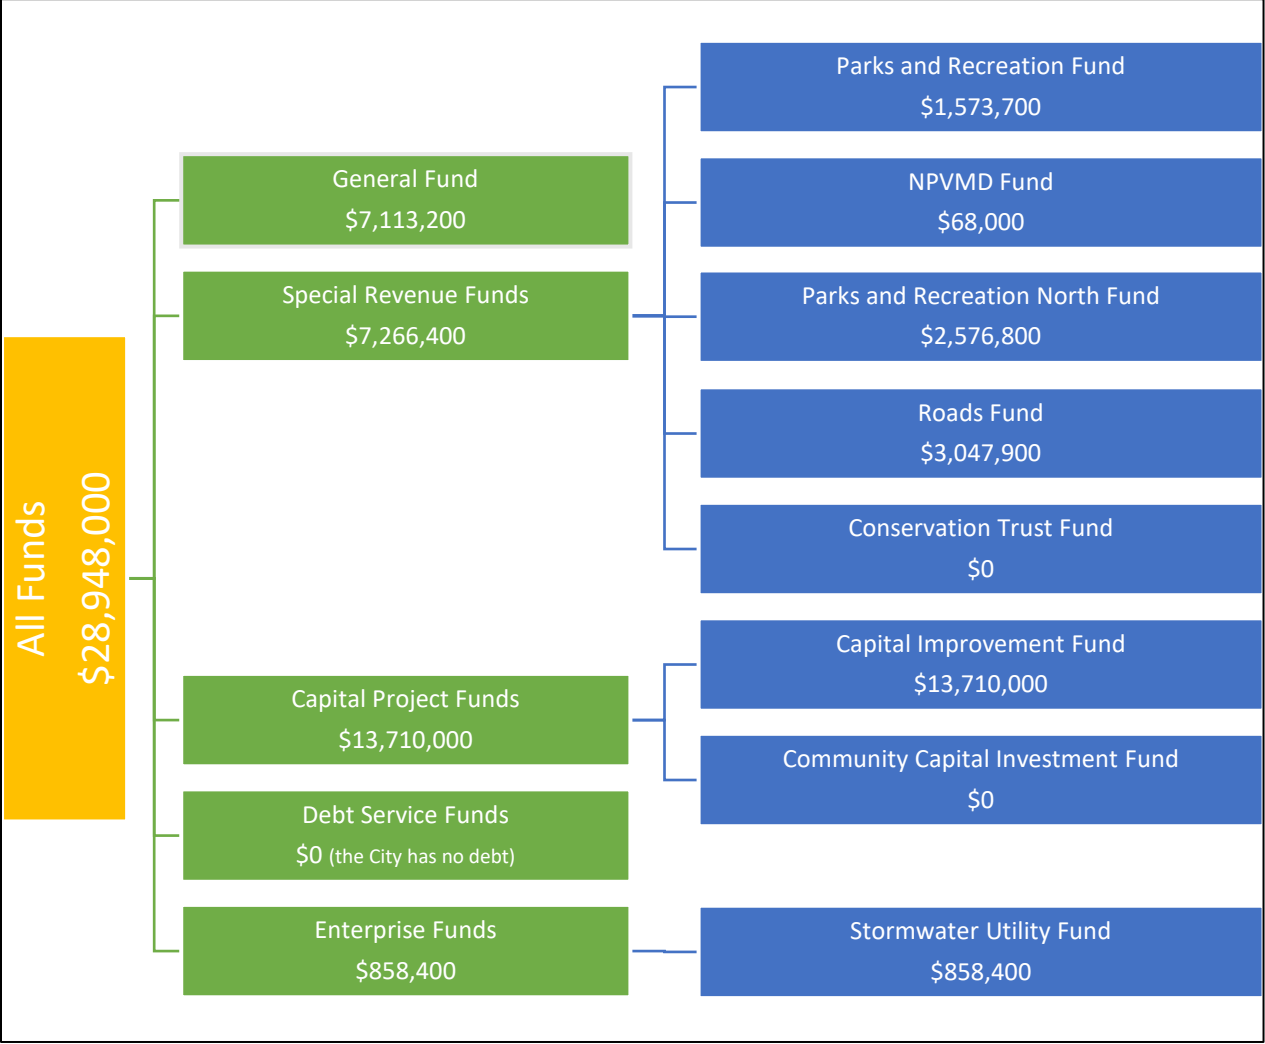 All Funds
$28,948,000
General Fund
$7,113,200
Special Revenue Funds
$7,266,400
Parks and Recreation Fund
$1,573,700
NPVMD Fund
$68,000
Parks and Recreation North Fund
$2,576,800
Roads Fund
$3,047,900
Conservation Trust Fund
$0
Capital Project Funds
$13,710,000
Capital Improvement Fund
$13,710,000
Community Capital Investment Fund
$0
Debt Service Funds
$0 (the City has no debt)
Enterprise Funds
$858,400
Stormwater Utility Fund
$858,400